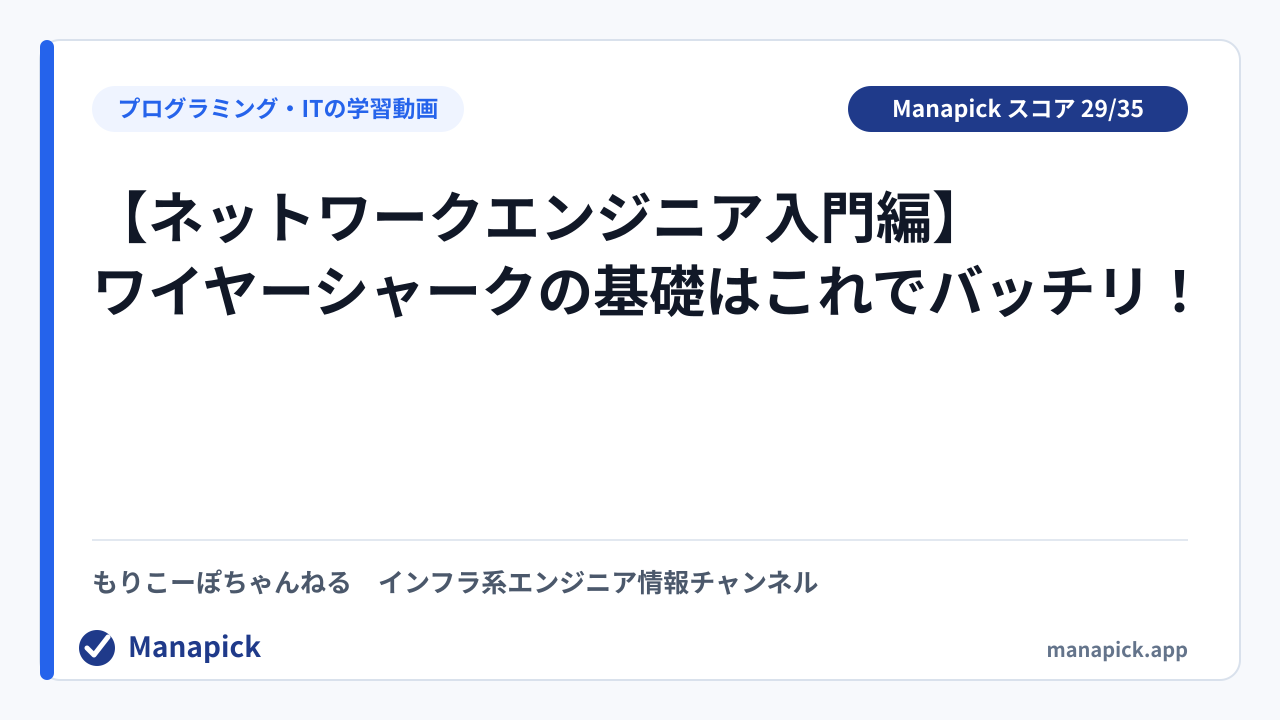 プログラミング・ITの学習動画
Manapick スコア 29/35
【ネットワークエンジニア入門編】
ワイヤーシャークの基礎はこれでバッチリ！
もりこーぽちゃんねる　インフラ系エンジニア情報チャンネル
Manapick
manapick.app